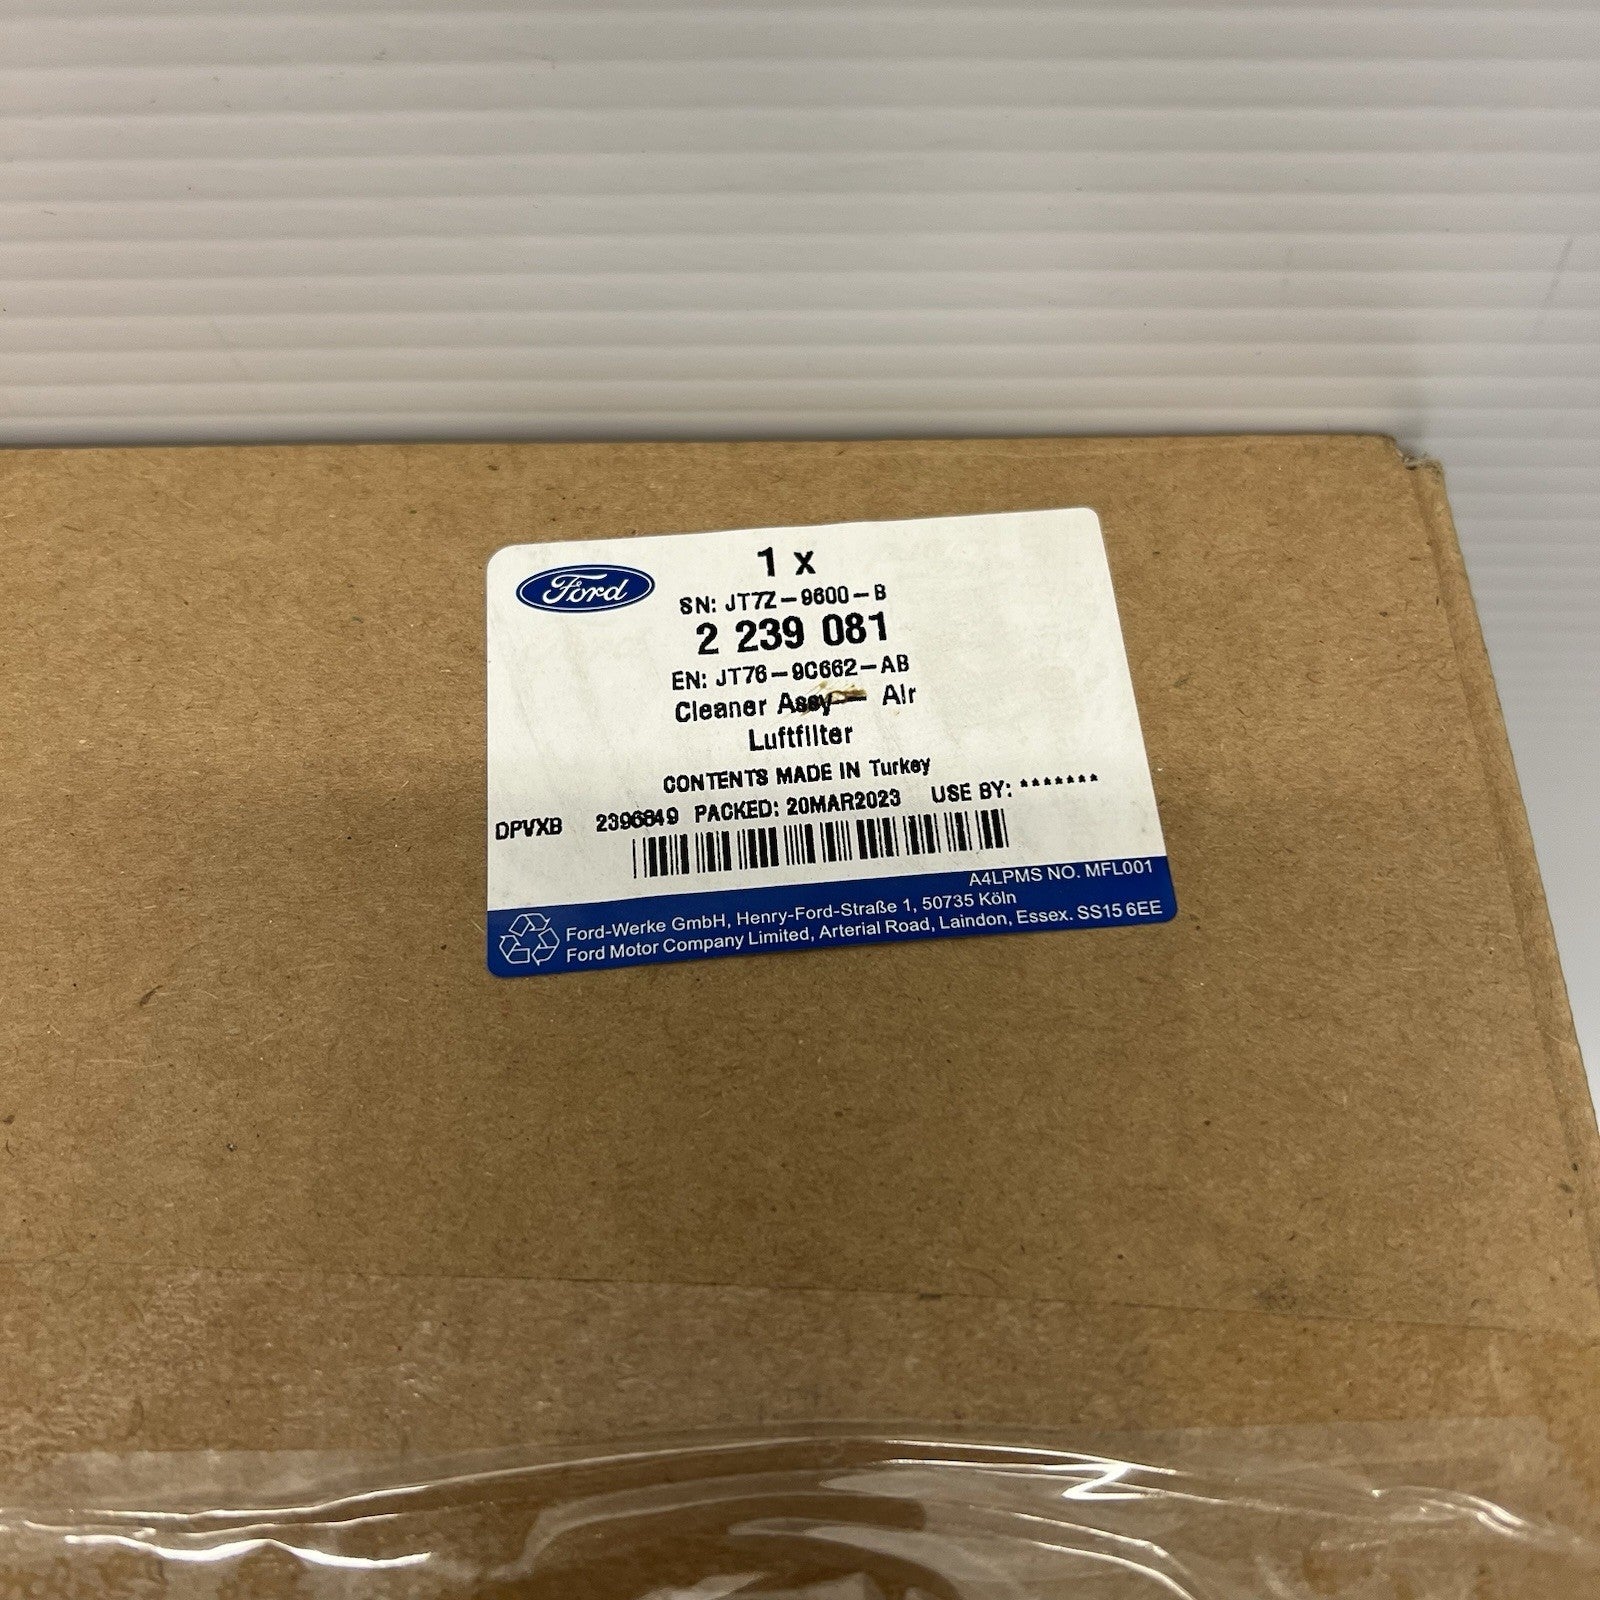 Ford
1 x
SN: JT7Z-9600-B
2 239 081
EN: JT76-9C662-AB
Cleaner Assy - Air
Luftfilter
CONTENTS MADE IN Turkey
DPVXB 2396849 PACKED: 20MAR2023 USE BY: *******
A4LPMS NO. MFL001
Ford-Werke GmbH, Henry-Ford-Straße 1, 50735 Köln
Ford Motor Company Limited, Arterial Road, Laindon, Essex. SS15 6EE